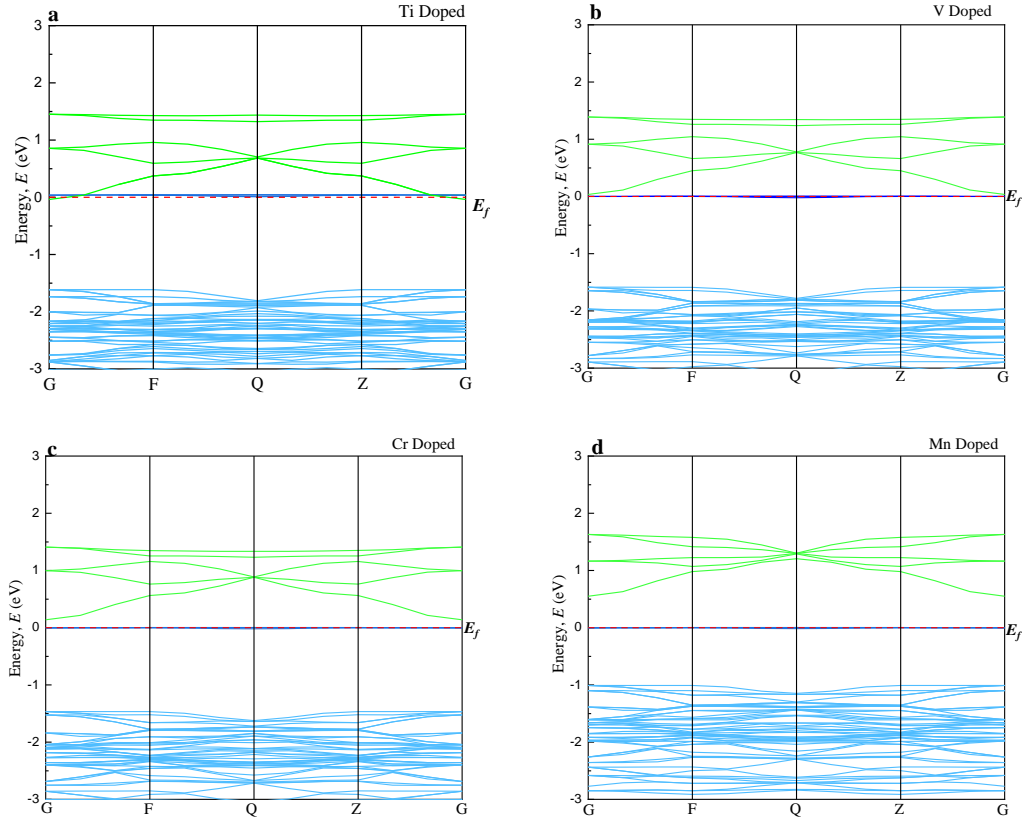 a
Ti Doped
3
2
1
0
-1
-2
-3
Energy, E (eV)
E_f
G F Q Z G
b
V Doped
3
2
1
0
-1
-2
-3
Energy, E (eV)
E_f
G F Q Z G
c
Cr Doped
3
2
1
0
-1
-2
-3
Energy, E (eV)
E_f
G F Q Z G
d
Mn Doped
3
2
1
0
-1
-2
-3
Energy, E (eV)
E_f
G F Q Z G